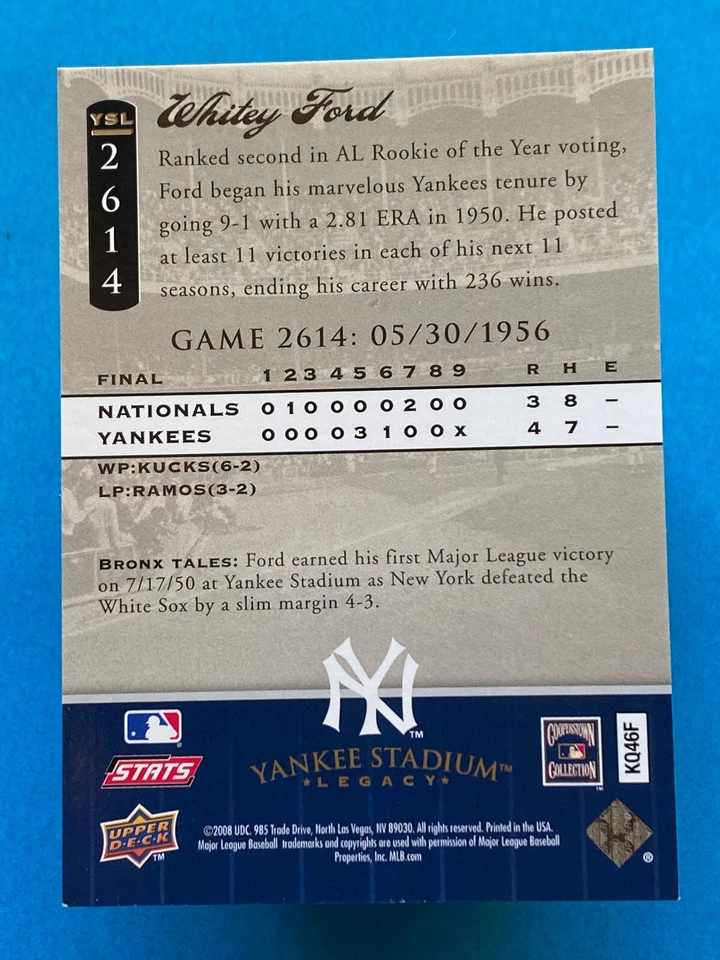 YSL
2
6
1
4
Whitey Ford
Ranked second in AL Rookie of the Year voting,
Ford began his marvelous Yankees tenure by
going 9-1 with a 2.81 ERA in 1950. He posted
at least 11 victories in each of his next 11
seasons, ending his career with 236 wins.
GAME 2614: 05/30/1956
FINAL 1 2 3 4 5 6 7 8 9 R H E
NATIONALS 0 1 0 0 0 0 2 0 0 3 8 –
YANKEES 0 0 0 0 3 1 0 0 X 4 7 –
WP:KUCKS(6-2)
LP:RAMOS(3-2)
BRONX TALES: Ford earned his first Major League victory
on 7/17/50 at Yankee Stadium as New York defeated the
White Sox by a slim margin 4-3.
NY TM
YANKEE STADIUM™
LEGACY
STATS
COOPERSTOWN
COLLECTION
TM
KQ46F
UPPER
D·E·C·K
TM
©2008 UDC. 985 Trade Drive, North Las Vegas, NV 89030. All rights reserved. Printed in the USA.
Major League Baseball trademarks and copyrights are used with permission of Major League Baseball
Properties, Inc. MLB.com
®